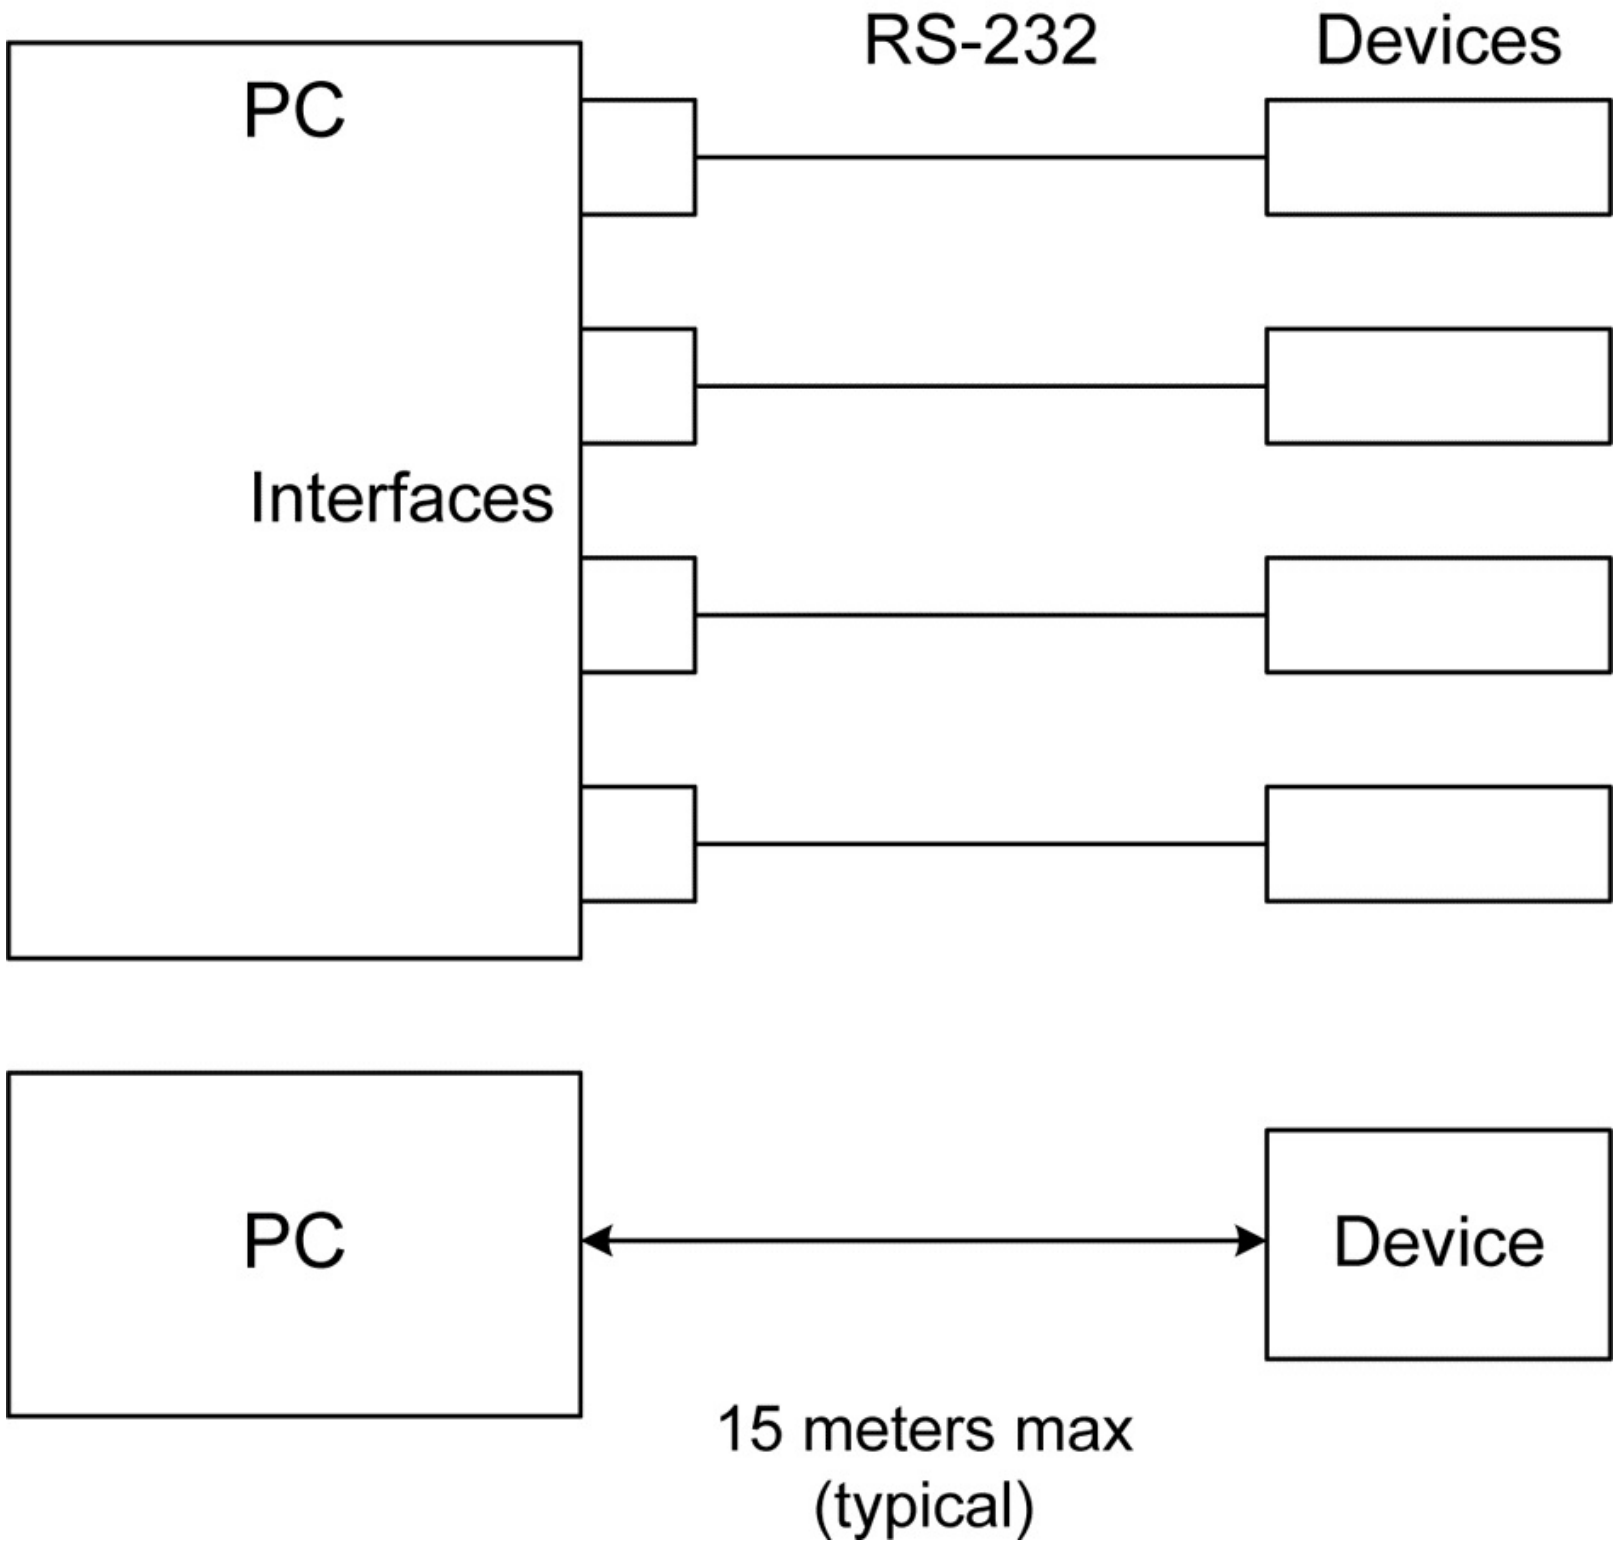 RS-232
Devices
PC
Interfaces
PC
Device
15 meters max
(typical)